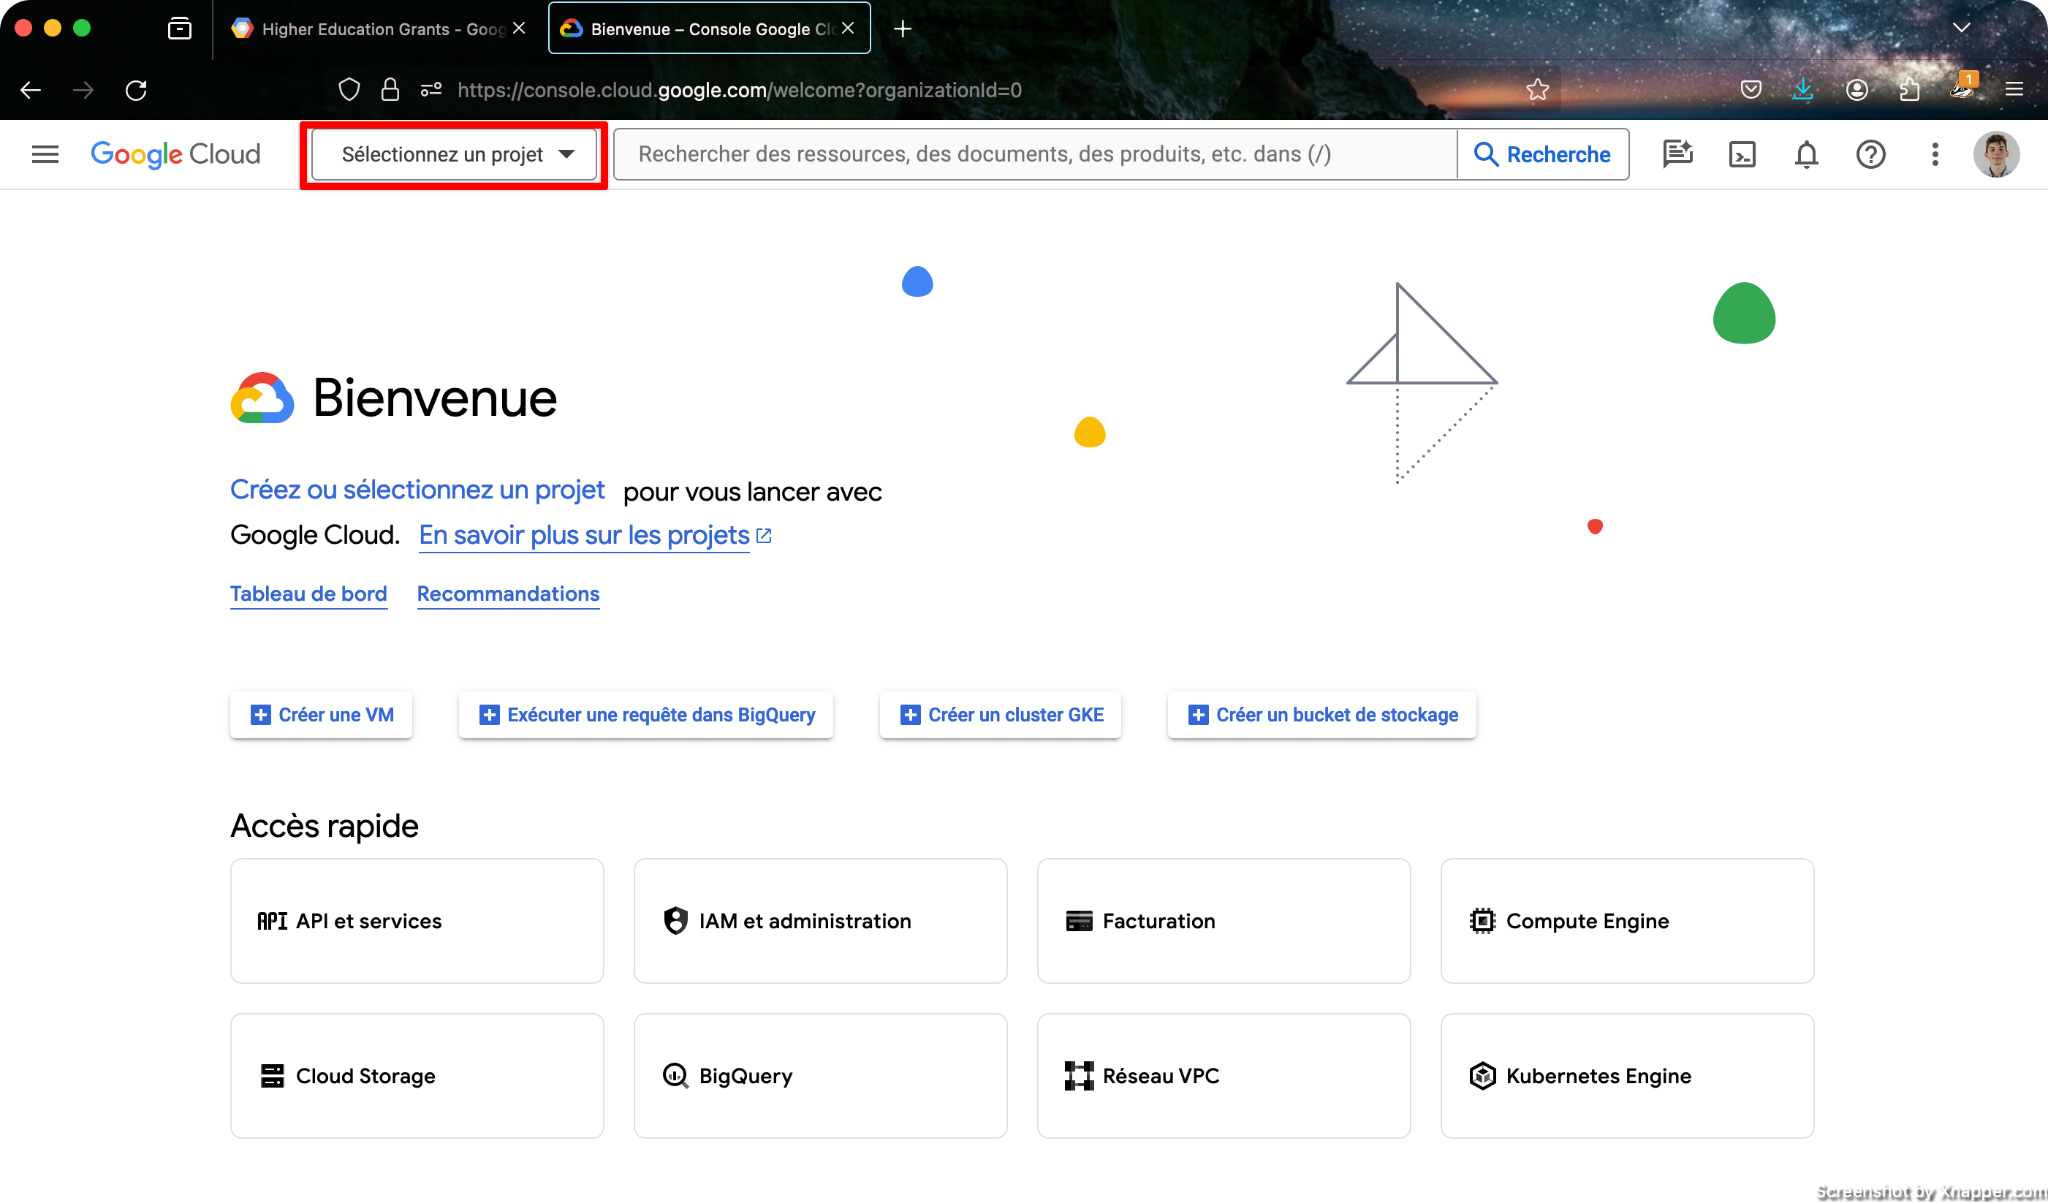 Higher Education Grants - Goog
Bienvenue – Console Google Cl
https://console.cloud.google.com/welcome?organizationId=0
1
Google Cloud
Sélectionnez un projet
Rechercher des ressources, des documents, des produits, etc. dans (/)
Recherche
Bienvenue
Créez ou sélectionnez un projet pour vous lancer avec
Google Cloud. En savoir plus sur les projets
Tableau de bord
Recommandations
Créer une VM
Exécuter une requête dans BigQuery
Créer un cluster GKE
Créer un bucket de stockage
Accès rapide
API API et services
IAM et administration
Facturation
Compute Engine
Cloud Storage
BigQuery
Réseau VPC
Kubernetes Engine
Screenshot by Xnapper.com